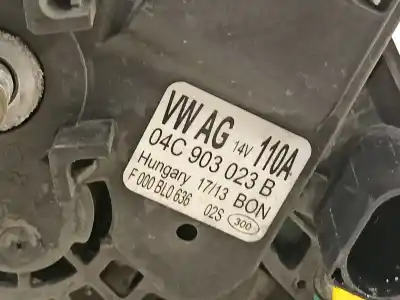 VW AG 14V 110A
04C 903 023 B
Hungary 17/13 BON
F 000 BL0 636 02S 300